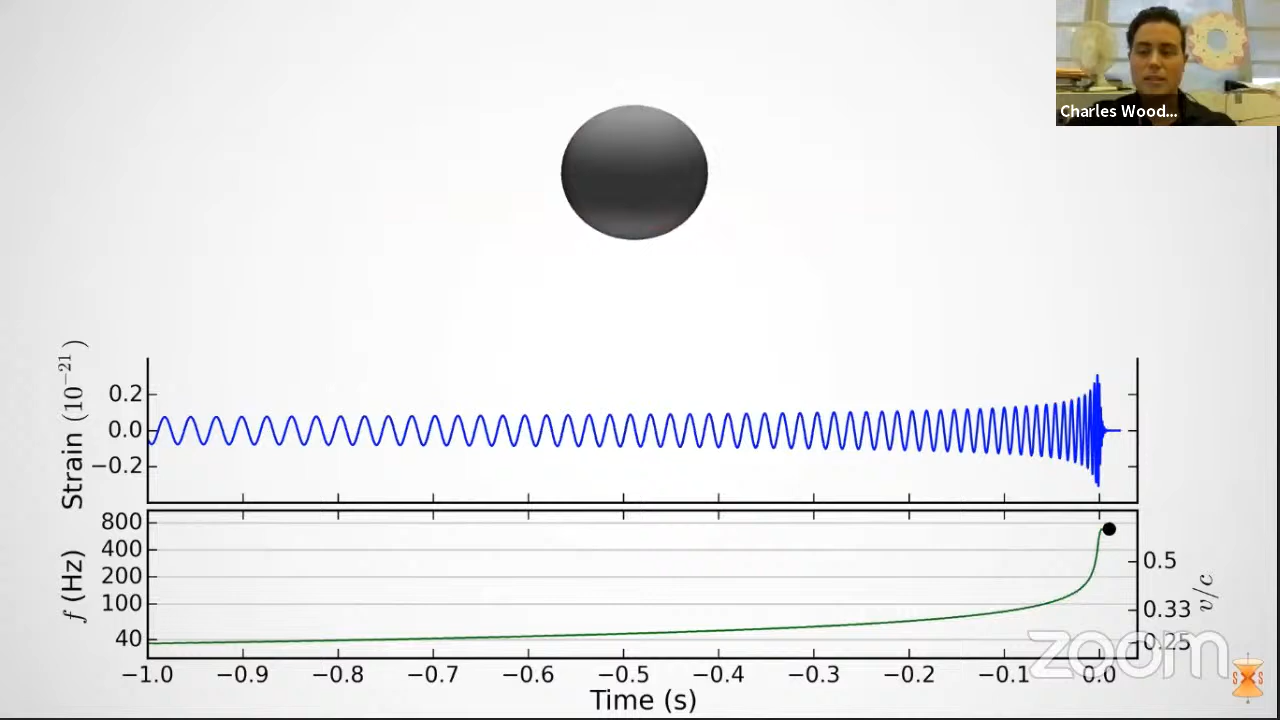 Charles Wood...
Strain (10⁻²¹)
0.2
0.0
−0.2
f (Hz)
800
400
200
100
40
0.5
0.33
0.25
v/c
−1.0 −0.9 −0.8 −0.7 −0.6 −0.5 −0.4 −0.3 −0.2 −0.1 0.0
Time (s)
zoom
SXS